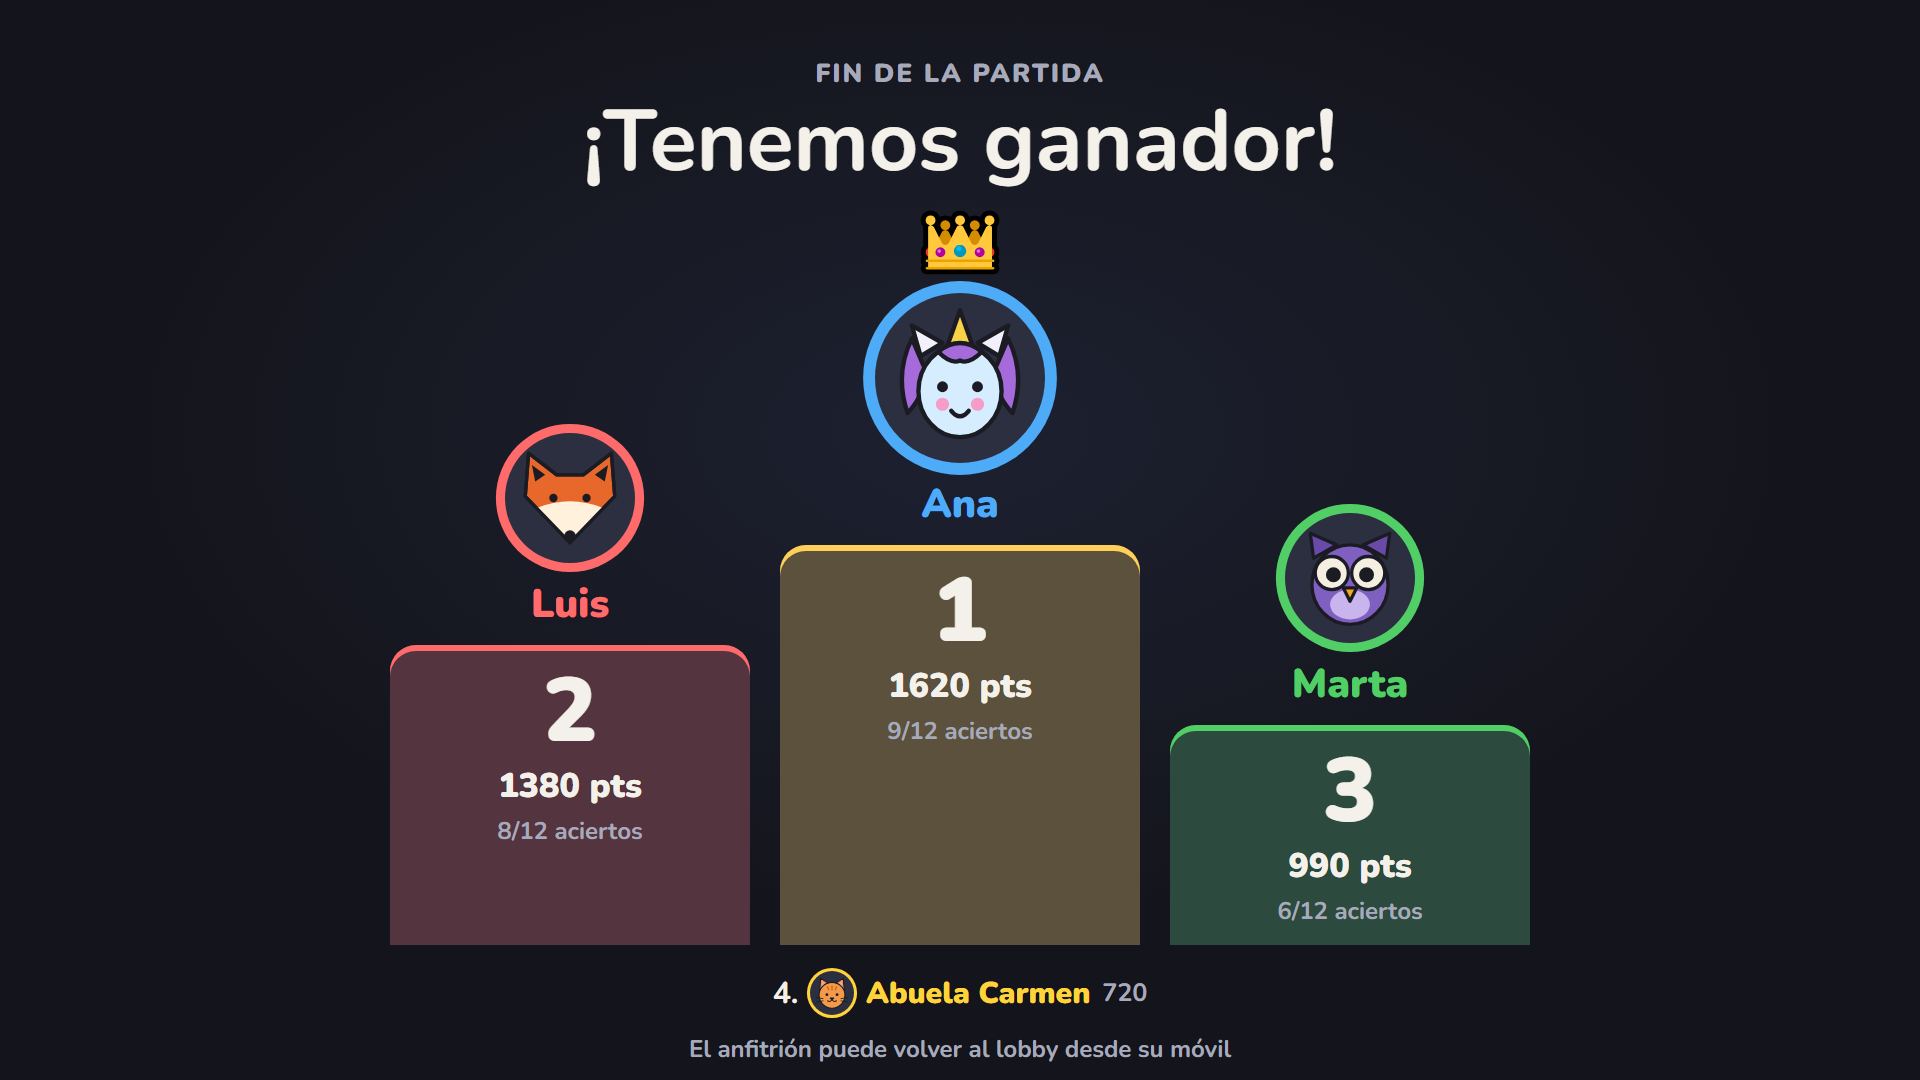 FIN DE LA PARTIDA
¡Tenemos ganador!
Ana
Luis
Marta
1
1620 pts
9/12 aciertos
2
1380 pts
8/12 aciertos
3
990 pts
6/12 aciertos
4. Abuela Carmen 720
El anfitrión puede volver al lobby desde su móvil